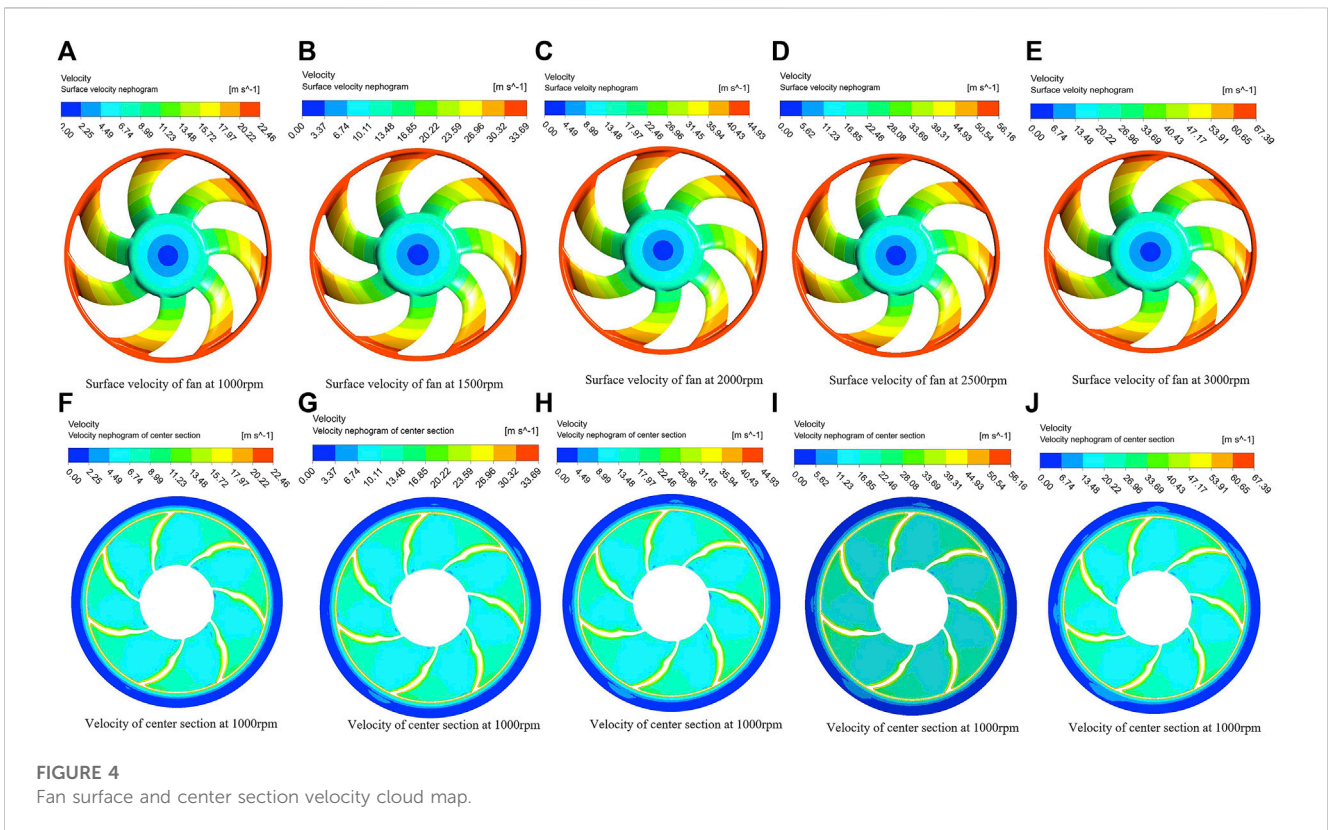 A
Velocity
Surface velocity nephogram [m s^-1]
0.00 2.25 4.49 6.74 8.99 11.23 13.48 15.72 17.97 20.22 22.46
Surface velocity of fan at 1000rpm
B
Velocity
Surface velocity nephogram [m s^-1]
0.00 3.37 6.74 10.11 13.48 16.85 20.22 23.59 26.96 30.32 33.69
Surface velocity of fan at 1500rpm
C
Velocity
Surface veloity nephogram [m s^-1]
0.00 4.49 8.99 13.48 17.97 22.46 26.96 31.45 35.94 40.43 44.93
Surface velocity of fan at 2000rpm
D
Velocity
Surface velocity nephogram [m s^-1]
0.00 5.62 11.23 16.85 22.46 28.08 33.69 39.31 44.93 50.54 56.16
Surface velocity of fan at 2500rpm
E
Velocity
Surface velocity nephogram [m s^-1]
0.00 6.74 13.48 20.22 26.96 33.69 40.43 47.17 53.91 60.65 67.39
Surface velocity of fan at 3000rpm
F
Velocity
Velocity nephogram of center section [m s^-1]
0.00 2.25 4.49 6.74 8.99 11.23 13.48 15.72 17.97 20.22 22.46
Velocity of center section at 1000rpm
G
Velocity
Velocity nephogram of center section [m s^-1]
0.00 3.37 6.74 10.11 13.48 16.85 20.22 23.59 26.96 30.32 33.69
Velocity of center section at 1000rpm
H
Velocity
Velocity nephogram of center section [m s^-1]
0.00 4.49 8.99 13.48 17.97 22.46 26.96 31.45 35.94 40.43 44.93
Velocity of center section at 1000rpm
I
Velocity
Velocity nephogram of center section [m s^-1]
0.00 5.62 11.23 16.85 22.46 28.08 33.69 39.31 44.93 50.54 56.16
Velocity of center section at 1000rpm
J
Velocity
Velocity nephogram of center section [m s^-1]
0.00 6.74 13.48 20.22 26.96 33.69 40.43 47.17 53.91 60.65 67.39
Velocity of center section at 1000rpm
FIGURE 4
Fan surface and center section velocity cloud map.